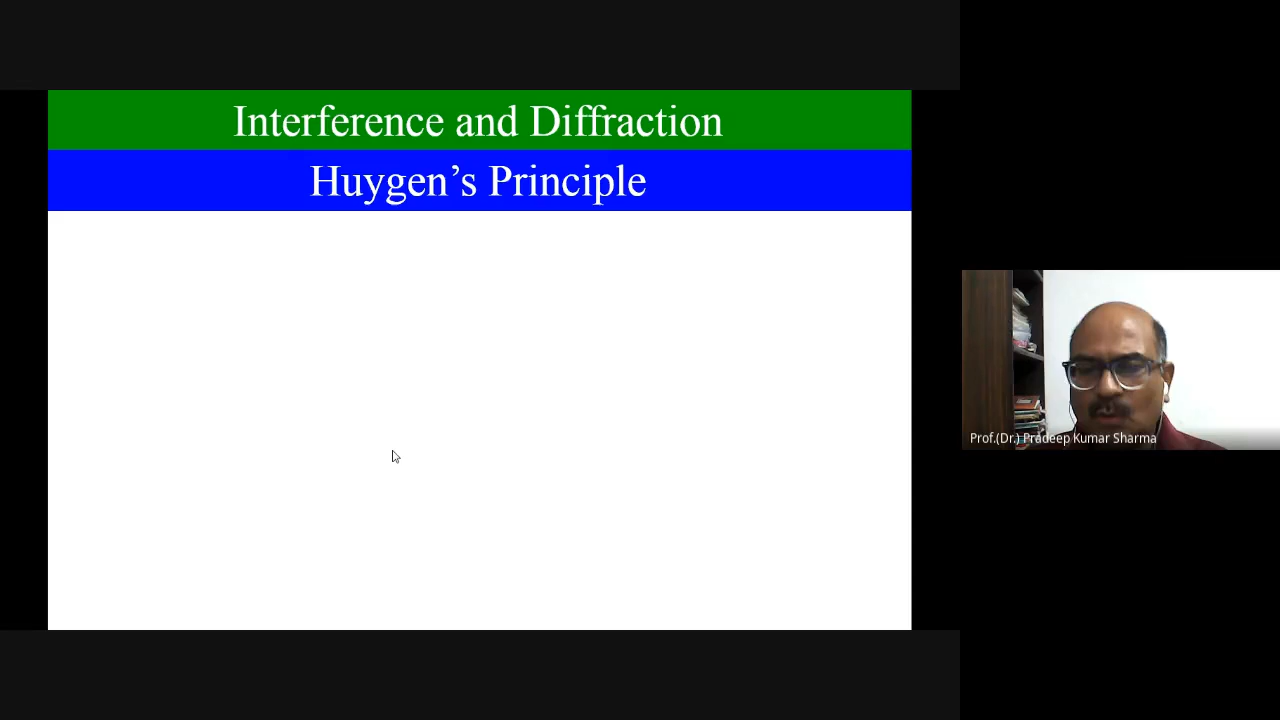 Interference and Diffraction
Huygen’s Principle
Prof.(Dr.) Pradeep Kumar Sharma